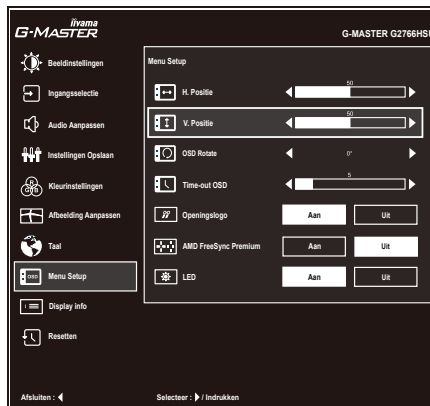 iiyama
G-MASTER
G-MASTER G2766HSU
Beeldinstellingen
Ingangsselectie
Audio Aanpassen
Instellingen Opslaan
Kleurinstellingen
Afbeelding Aanpassen
Taal
OSD Menu Setup
Display info
Resetten
Menu Setup
H. Positie 50
V. Positie 50
OSD Rotate 0°
Time-out OSD 5
Openingslogo Aan Uit
AMD FreeSync Premium Aan Uit
LED Aan Uit
Afsluiten : Selecteer : / Indrukken